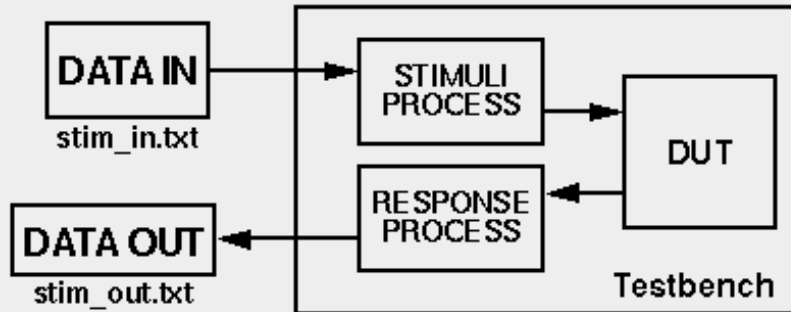 DATA IN
stim_in.txt
STIMULI
PROCESS
DUT
RESPONSE
PROCESS
DATA OUT
stim_out.txt
Testbench